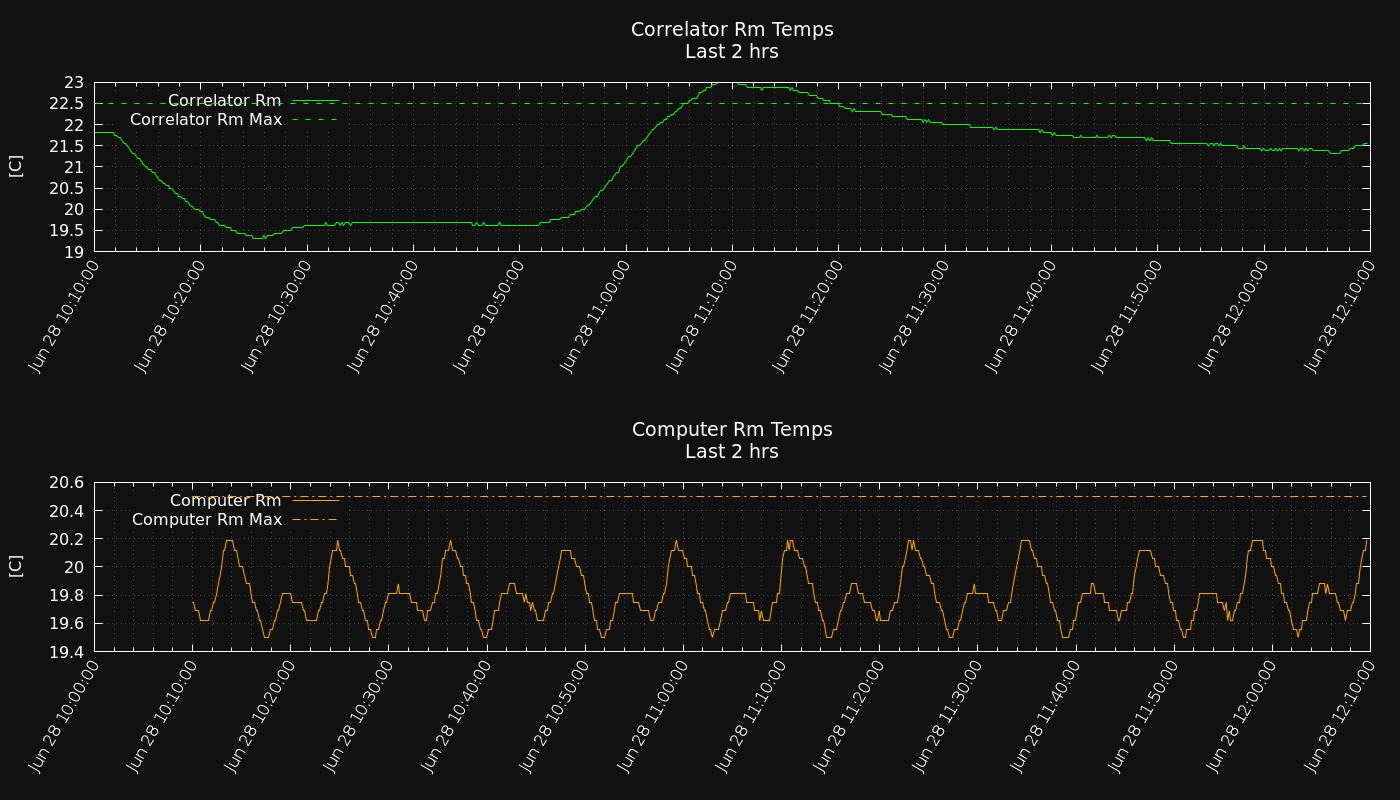 Correlator Rm Temps
Last 2 hrs
Correlator Rm
Correlator Rm Max
[C]
23
22.5
22
21.5
21
20.5
20
19.5
19
Jun 28 10:10:00
Jun 28 10:20:00
Jun 28 10:30:00
Jun 28 10:40:00
Jun 28 10:50:00
Jun 28 11:00:00
Jun 28 11:10:00
Jun 28 11:20:00
Jun 28 11:30:00
Jun 28 11:40:00
Jun 28 11:50:00
Jun 28 12:00:00
Jun 28 12:10:00
Computer Rm Temps
Last 2 hrs
Computer Rm
Computer Rm Max
[C]
20.6
20.4
20.2
20
19.8
19.6
19.4
Jun 28 10:00:00
Jun 28 10:10:00
Jun 28 10:20:00
Jun 28 10:30:00
Jun 28 10:40:00
Jun 28 10:50:00
Jun 28 11:00:00
Jun 28 11:10:00
Jun 28 11:20:00
Jun 28 11:30:00
Jun 28 11:40:00
Jun 28 11:50:00
Jun 28 12:00:00
Jun 28 12:10:00